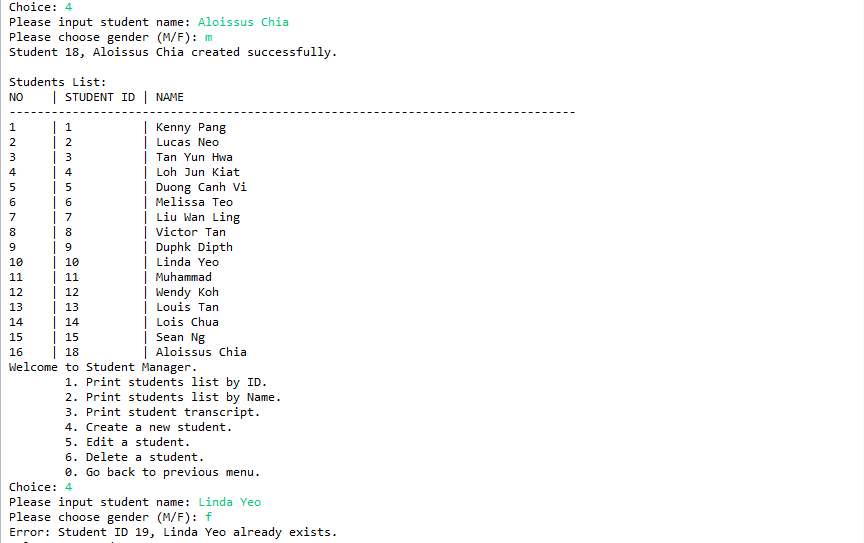 Choice: 4
Please input student name: Aloissus Chia
Please choose gender (M/F): m
Student 18, Aloissus Chia created successfully.
Students List:
NO | STUDENT ID | NAME
--------------------------------------------------------------------------------
1 | 1 | Kenny Pang
2 | 2 | Lucas Neo
3 | 3 | Tan Yun Hwa
4 | 4 | Loh Jun Kiat
5 | 5 | Duong Canh Vi
6 | 6 | Melissa Teo
7 | 7 | Liu Wan Ling
8 | 8 | Victor Tan
9 | 9 | Duphk Dipth
10 | 10 | Linda Yeo
11 | 11 | Muhammad
12 | 12 | Wendy Koh
13 | 13 | Louis Tan
14 | 14 | Lois Chua
15 | 15 | Sean Ng
16 | 18 | Aloissus Chia
Welcome to Student Manager.
1. Print students list by ID.
2. Print students list by Name.
3. Print student transcript.
4. Create a new student.
5. Edit a student.
6. Delete a student.
0. Go back to previous menu.
Choice: 4
Please input student name: Linda Yeo
Please choose gender (M/F): f
Error: Student ID 19, Linda Yeo already exists.